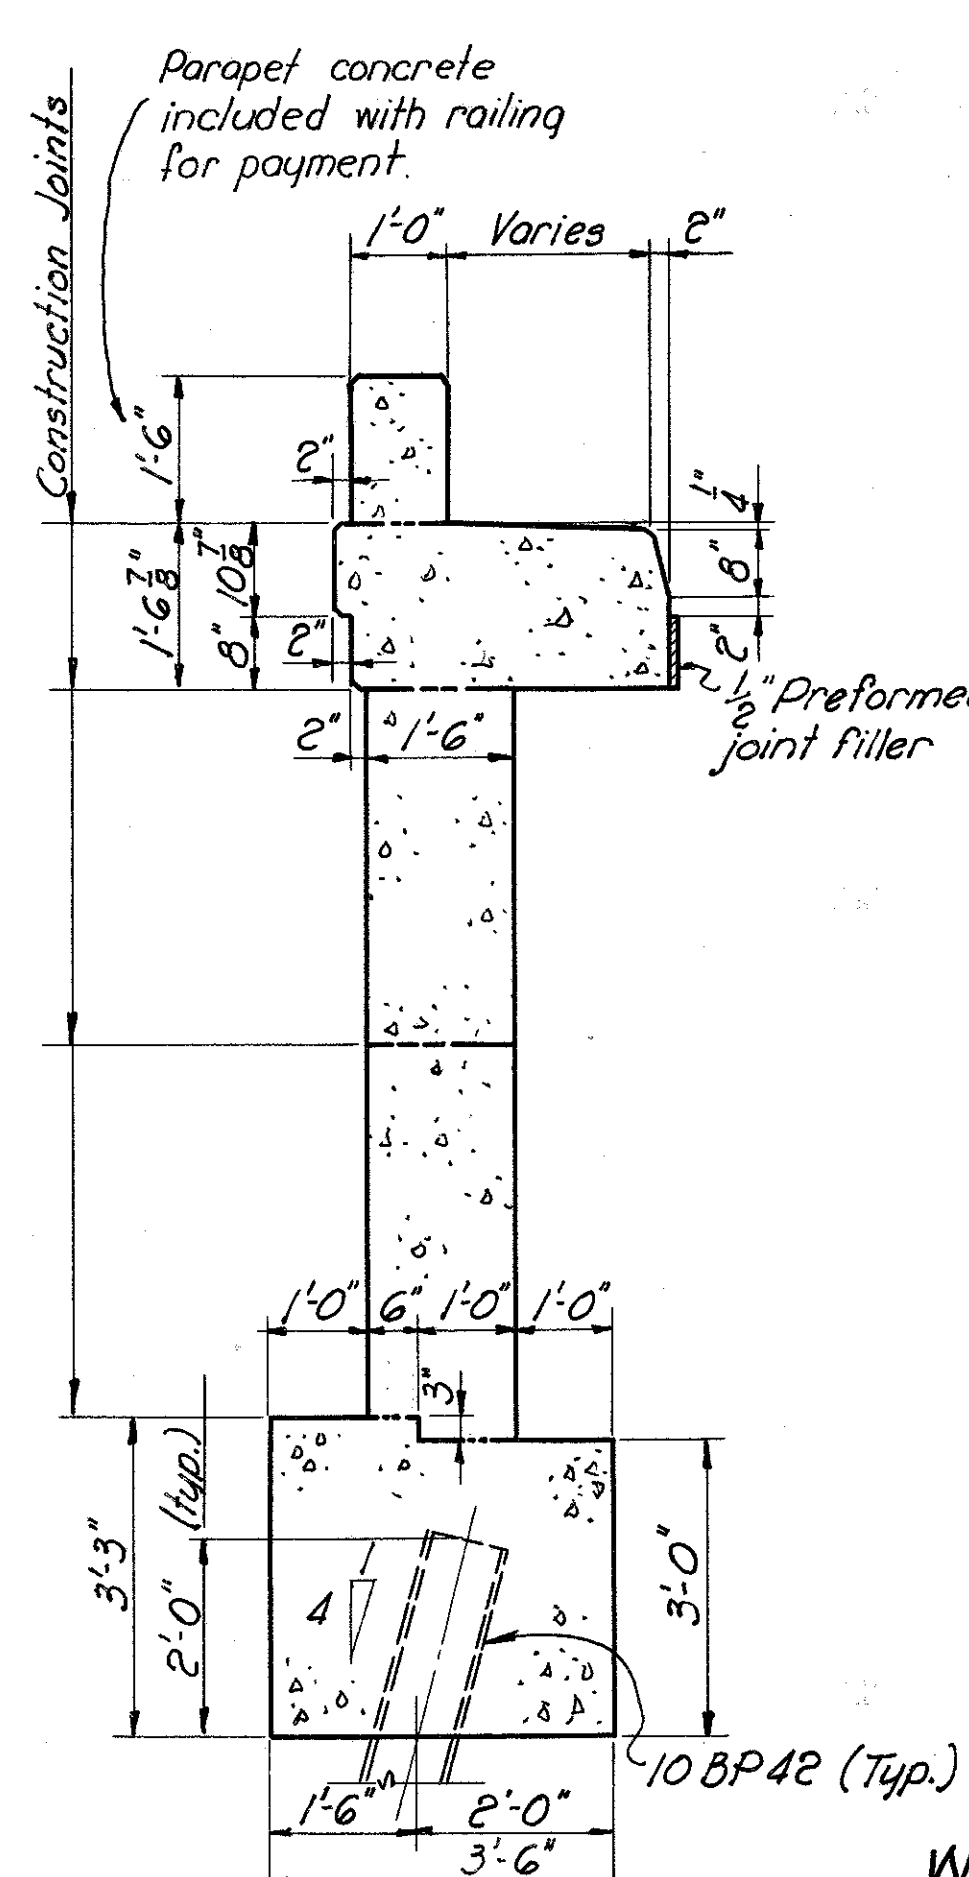 Parapet concrete
included with railing
for payment.
Construction Joints
1'-0" Varies 2"
1'-6"
2"
1/4"
1'-6 7/8"
10 7/8"
8"
8"
2"
2"
1/2" Preformed
joint filler
2" 1'-6"
1'-0" 6" 1'-0" 1'-0"
3"
3'-3"
2'-0" (typ.)
1
4
3'-0"
10 BP 42 (Typ.)
1'-6" 2'-0"
3'-6"